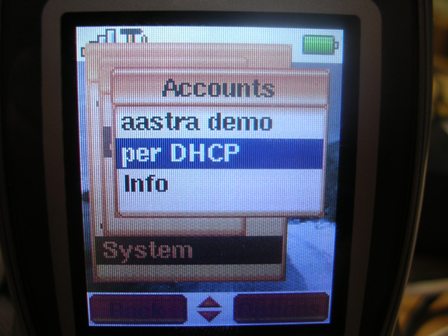 Accounts
aastra demo
per DHCP
Info
System